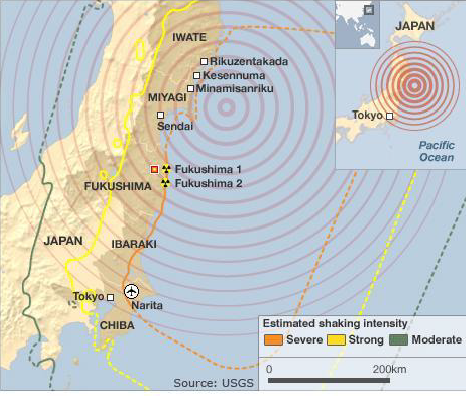 IWATE
Rikuzentakada
Kesennuma
Minamisanriku
MIYAGI
Sendai
Fukushima 1
Fukushima 2
FUKUSHIMA
JAPAN
IBARAKI
Tokyo
Narita
CHIBA
JAPAN
Tokyo
Pacific
Ocean
Estimated shaking intensity
Severe Strong Moderate
0 200km
Source: USGS